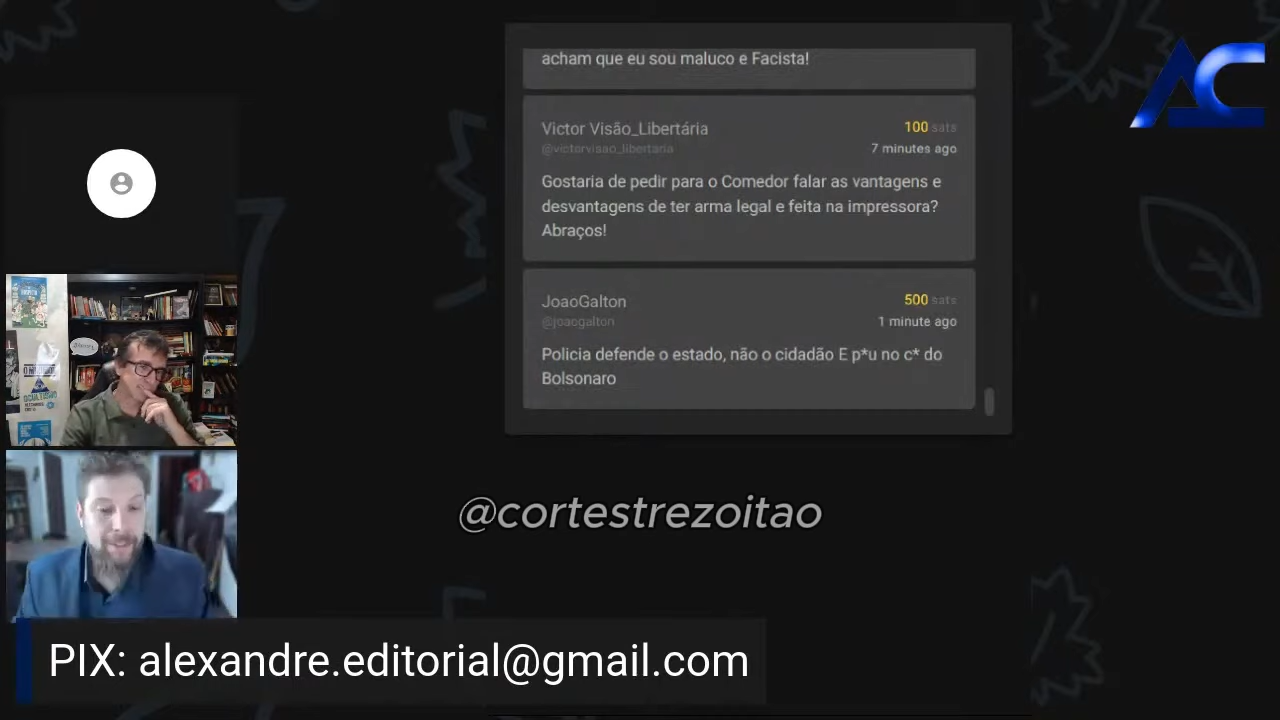 acham que eu sou maluco e Facista!
Victor Visão_Libertária
100 sats
@victorvisao_libertaria
7 minutes ago
Gostaria de pedir para o Comedor falar as vantagens e
desvantagens de ter arma legal e feita na impressora?
Abraços!
JoaoGalton
500 sats
@joaogalton
1 minute ago
Policia defende o estado, não o cidadão E p*u no c* do
Bolsonaro
AC
@cortestrezoitao
PIX: alexandre.editorial@gmail.com